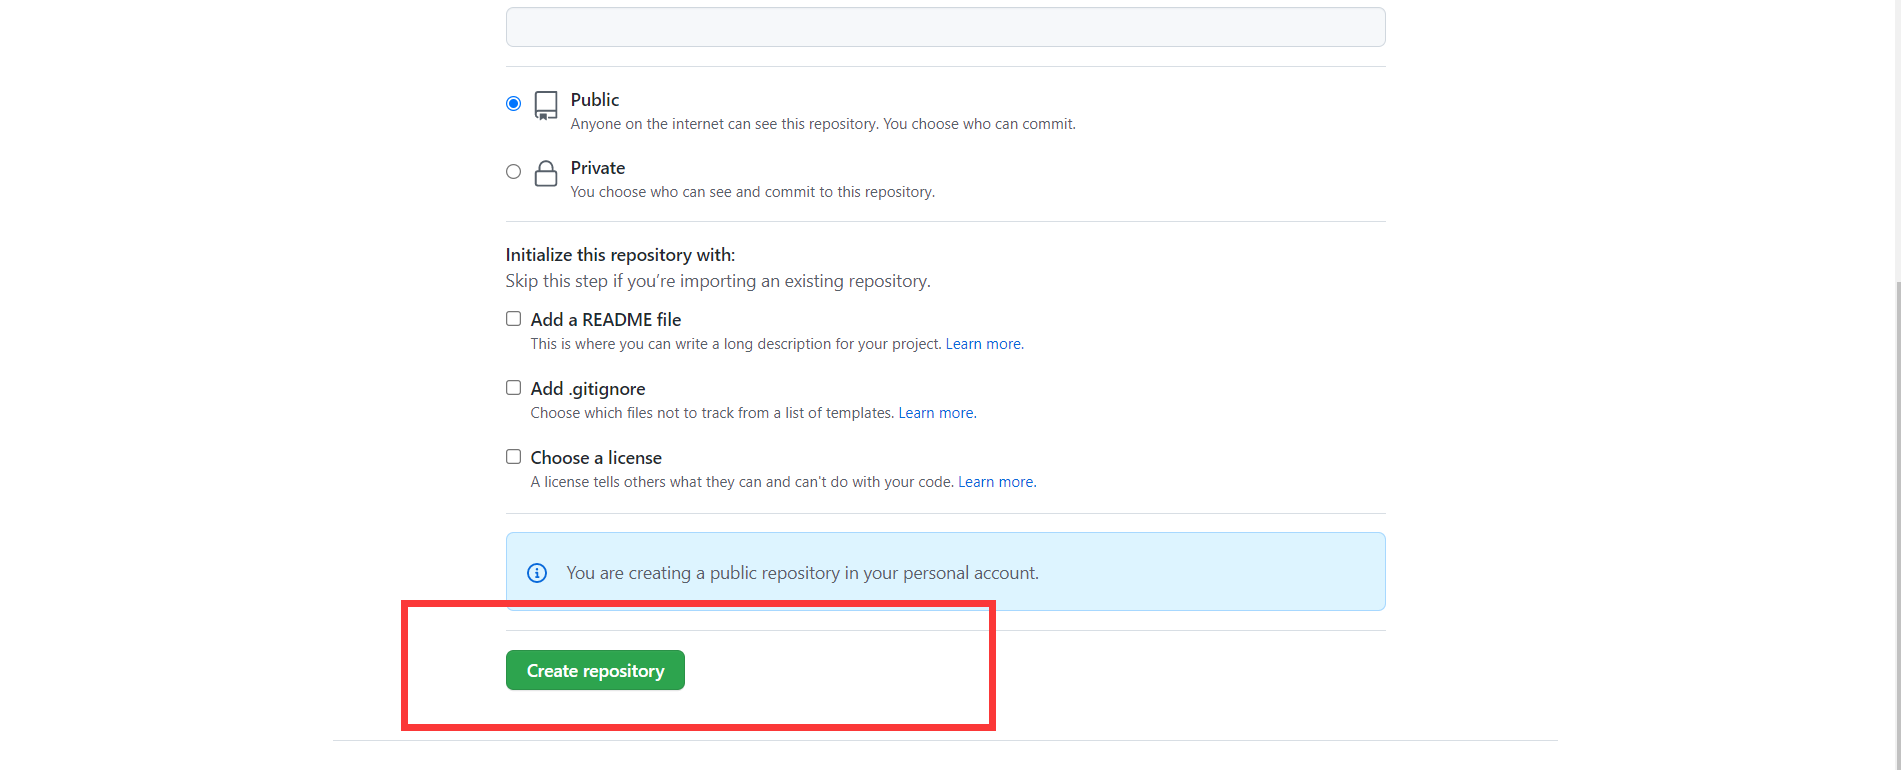 Public
Anyone on the internet can see this repository. You choose who can commit.
Private
You choose who can see and commit to this repository.
Initialize this repository with:
Skip this step if you’re importing an existing repository.
Add a README file
This is where you can write a long description for your project. Learn more.
Add .gitignore
Choose which files not to track from a list of templates. Learn more.
Choose a license
A license tells others what they can and can't do with your code. Learn more.
You are creating a public repository in your personal account.
Create repository